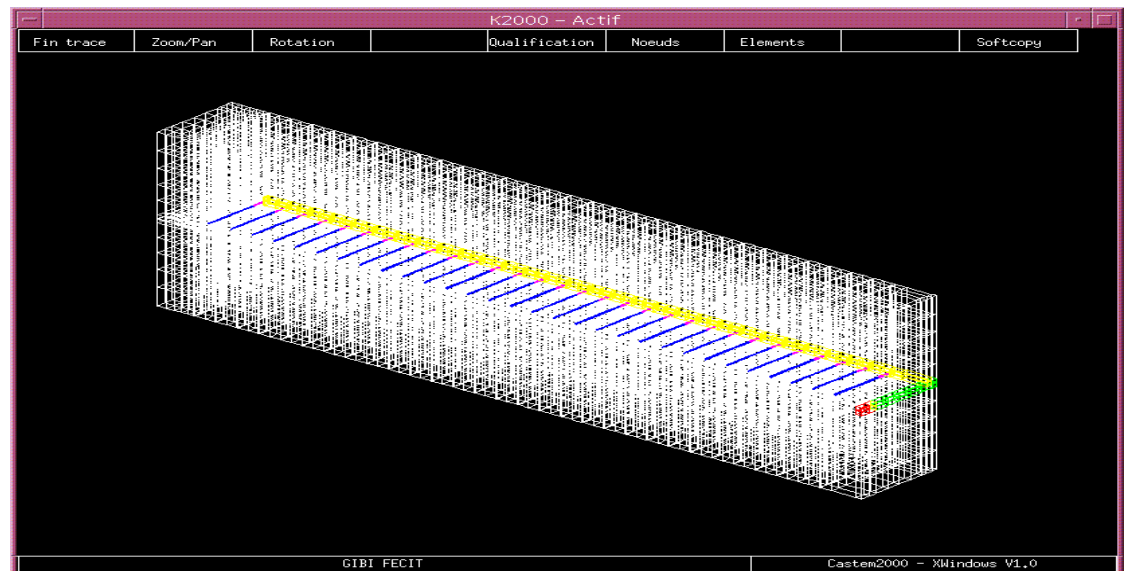 K2000 - Actif
Fin trace Zoom/Pan Rotation Qualification Noeuds Elements Softcopy
GIBI FECIT Castem2000 - XWindows V1.0